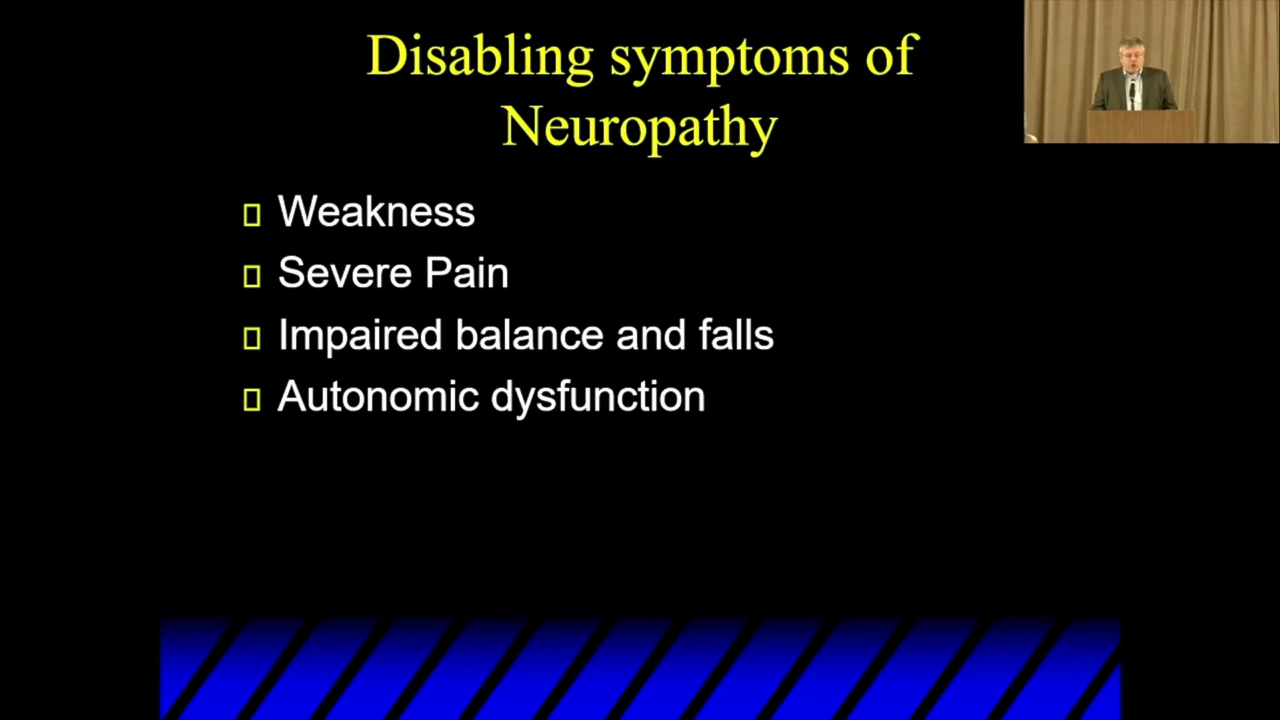 Disabling symptoms of
Neuropathy
Weakness
Severe Pain
Impaired balance and falls
Autonomic dysfunction